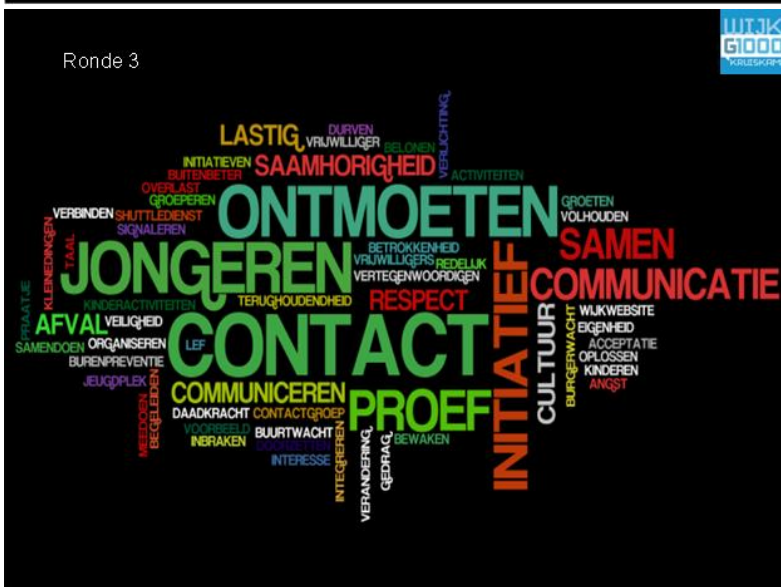 WIJK
G1000
KRUISKAMP
Ronde 3
VERLICHTING
LASTIG
DURVEN
VRIJWILLIGER
BELONEN
INITIATIEVEN
SAAMHORIGHEID
BUITENBETER
ACTIVITEITEN
OVERLAST
GROEPEREN
ONTMOETEN
GROETEN
VERBINDEN
SHUTTLEDIENST
VOLHOUDEN
SIGNALEREN
KLEINEDINGEN
TAAL
JONGEREN
BETROKKENHEID
VRIJWILLIGERS
REDELIJK
VERTEGENWOORDIGEN
SAMEN
COMMUNICATIE
INITIATIEF
PRAATJE
KINDERACTIVITEITEN
TERUGHOUDENDHEID
RESPECT
CULTUUR
BURGERWACHT
WIJKWEBSITE
AFVAL
VEILIGHEID
CONTACT
EIGENHEID
SAMENDOEN
ORGANISEREN
LEF
ACCEPTATIE
BURENPREVENTIE
OPLOSSEN
KINDEREN
JEUGDPLEK
ANGST
MEEDOEN
BEGELEIDEN
COMMUNICEREN
PROEF
DAADKRACHT
CONTACTGROEP
VOORBEELD
BUURTWACHT
INBRAKEN
DOORZETTEN
INTERESSE
INTEGREREN
VERANDERING
GEDRAG
BEWAKEN